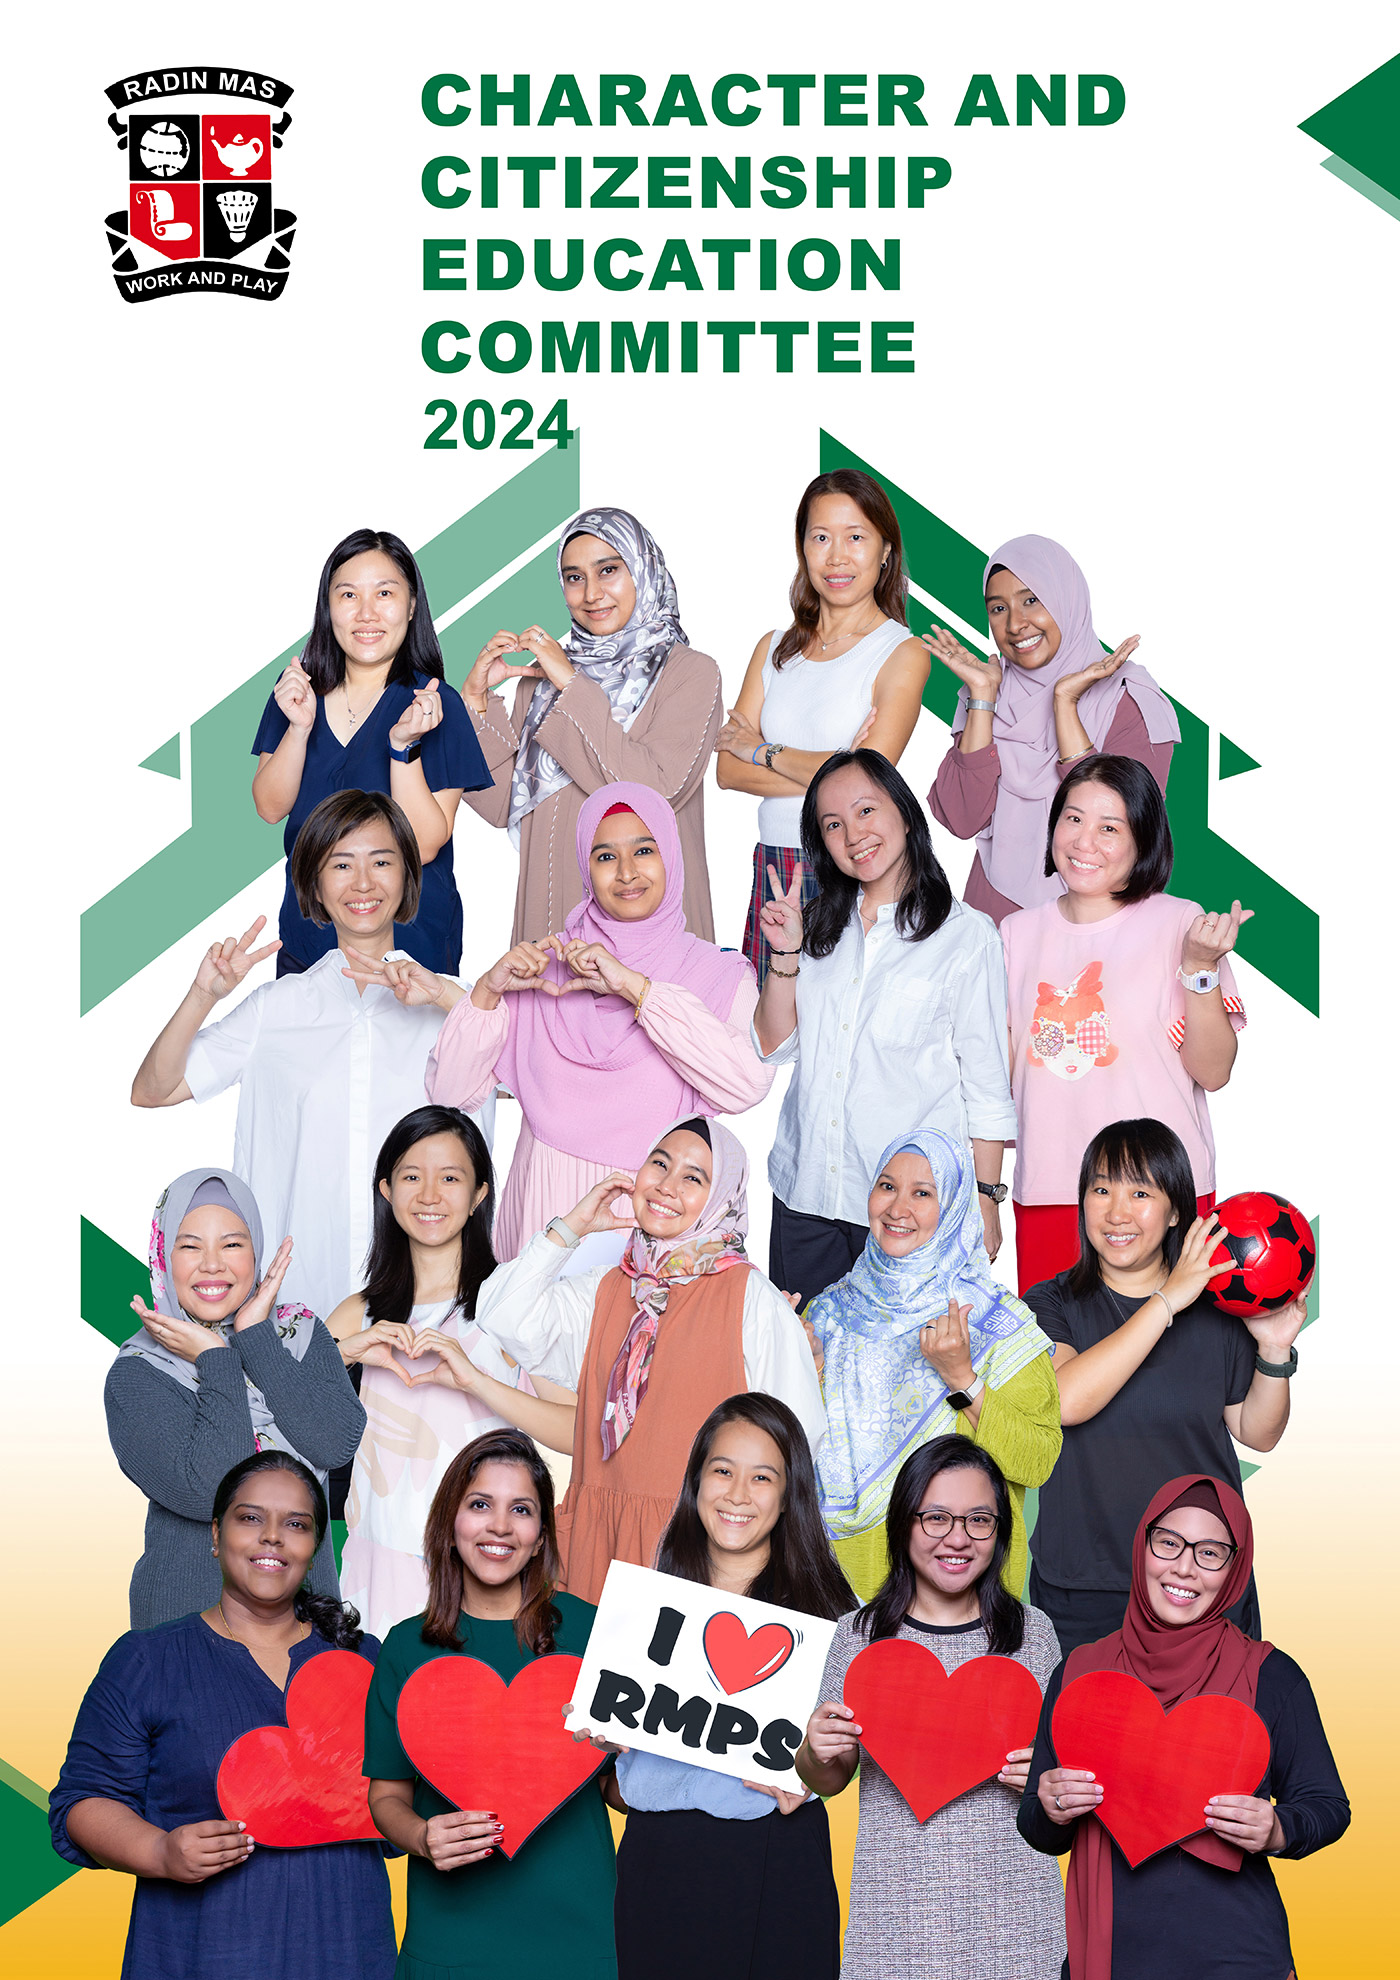 RADIN MAS
WORK AND PLAY
CHARACTER AND
CITIZENSHIP
EDUCATION
COMMITTEE
2024
I
RMPS